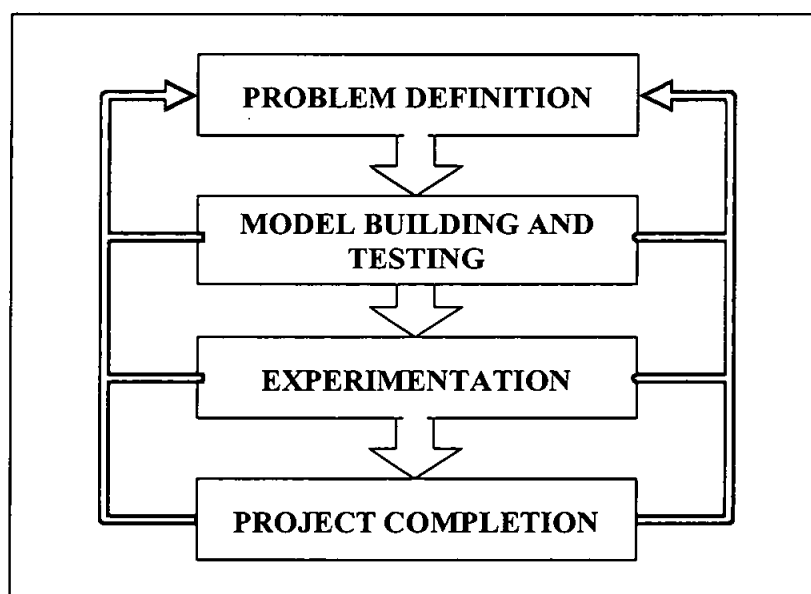 PROBLEM DEFINITION
MODEL BUILDING AND
TESTING
EXPERIMENTATION
PROJECT COMPLETION